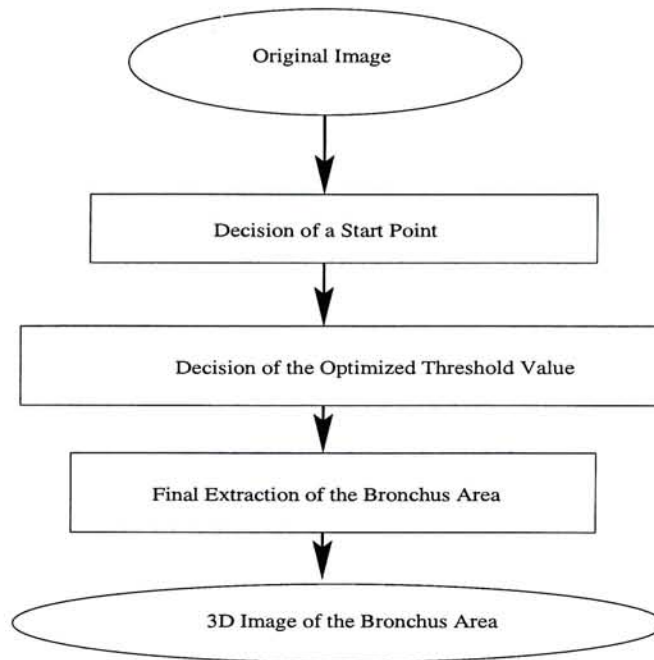 Original Image
Decision of a Start Point
Decision of the Optimized Threshold Value
Final Extraction of the Bronchus Area
3D Image of the Bronchus Area